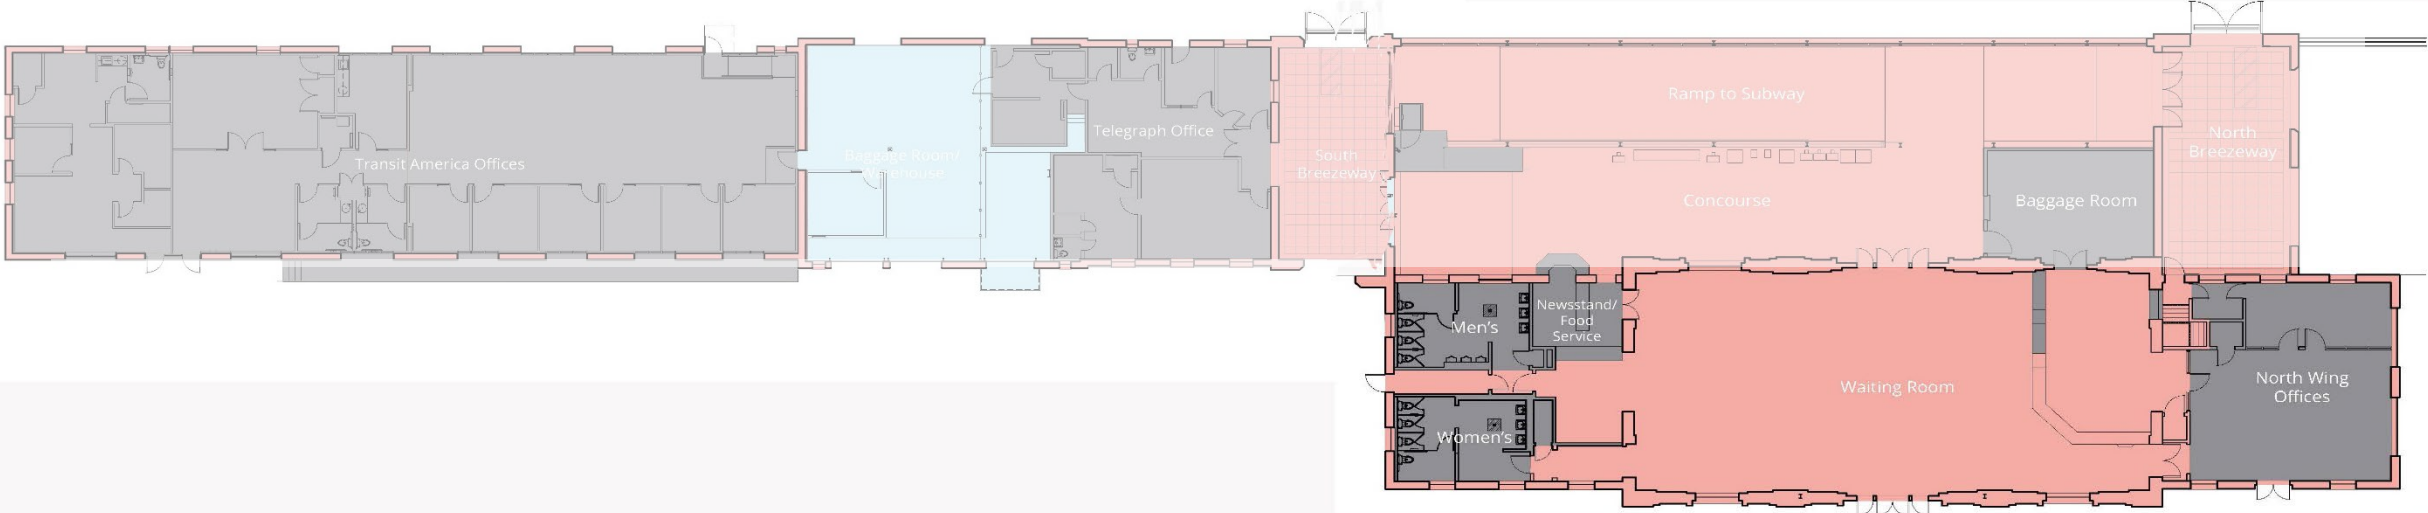 Transit America Offices
Baggage Room/
Warehouse
Telegraph Office
South
Breezeway
Ramp to Subway
Concourse
Baggage Room
North
Breezeway
Men's
Newsstand/
Food
Service
Women's
Waiting Room
North Wing
Offices